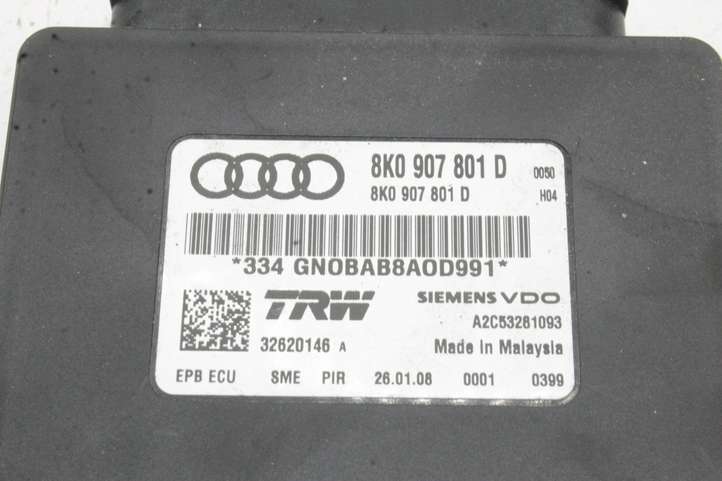 8K0 907 801 D 0050
8K0 907 801 D H04
*334 GN0BAB8A0D991*
TRW SIEMENS VDO
A2C53281093
32620146 A Made In Malaysia
EPB ECU SME PIR 26.01.08 0001 0399